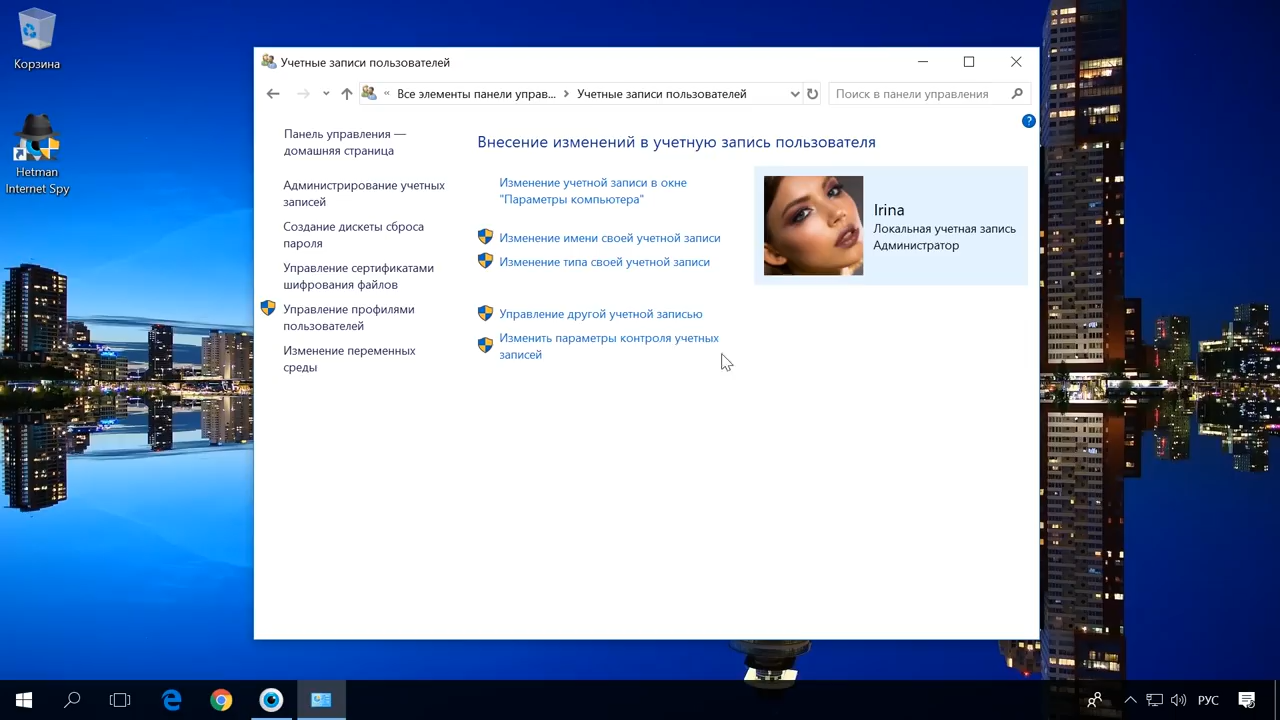 Корзина
Hetman
Internet Spy
Учетные записи пользователей
« Все элементы панели управ... > Учетные записи пользователей
Поиск в панели управления
?
Панель управления —
домашняя страница
Администрирование учетных
записей
Создание дискеты сброса
пароля
Управление сертификатами
шифрования файлов
Управление профилями
пользователей
Изменение переменных
среды
Внесение изменений в учетную запись пользователя
Изменение учетной записи в окне
"Параметры компьютера"
Изменение имени своей учетной записи
Изменение типа своей учетной записи
Управление другой учетной записью
Изменить параметры контроля учетных
записей
Irina
Локальная учетная запись
Администратор
РУС